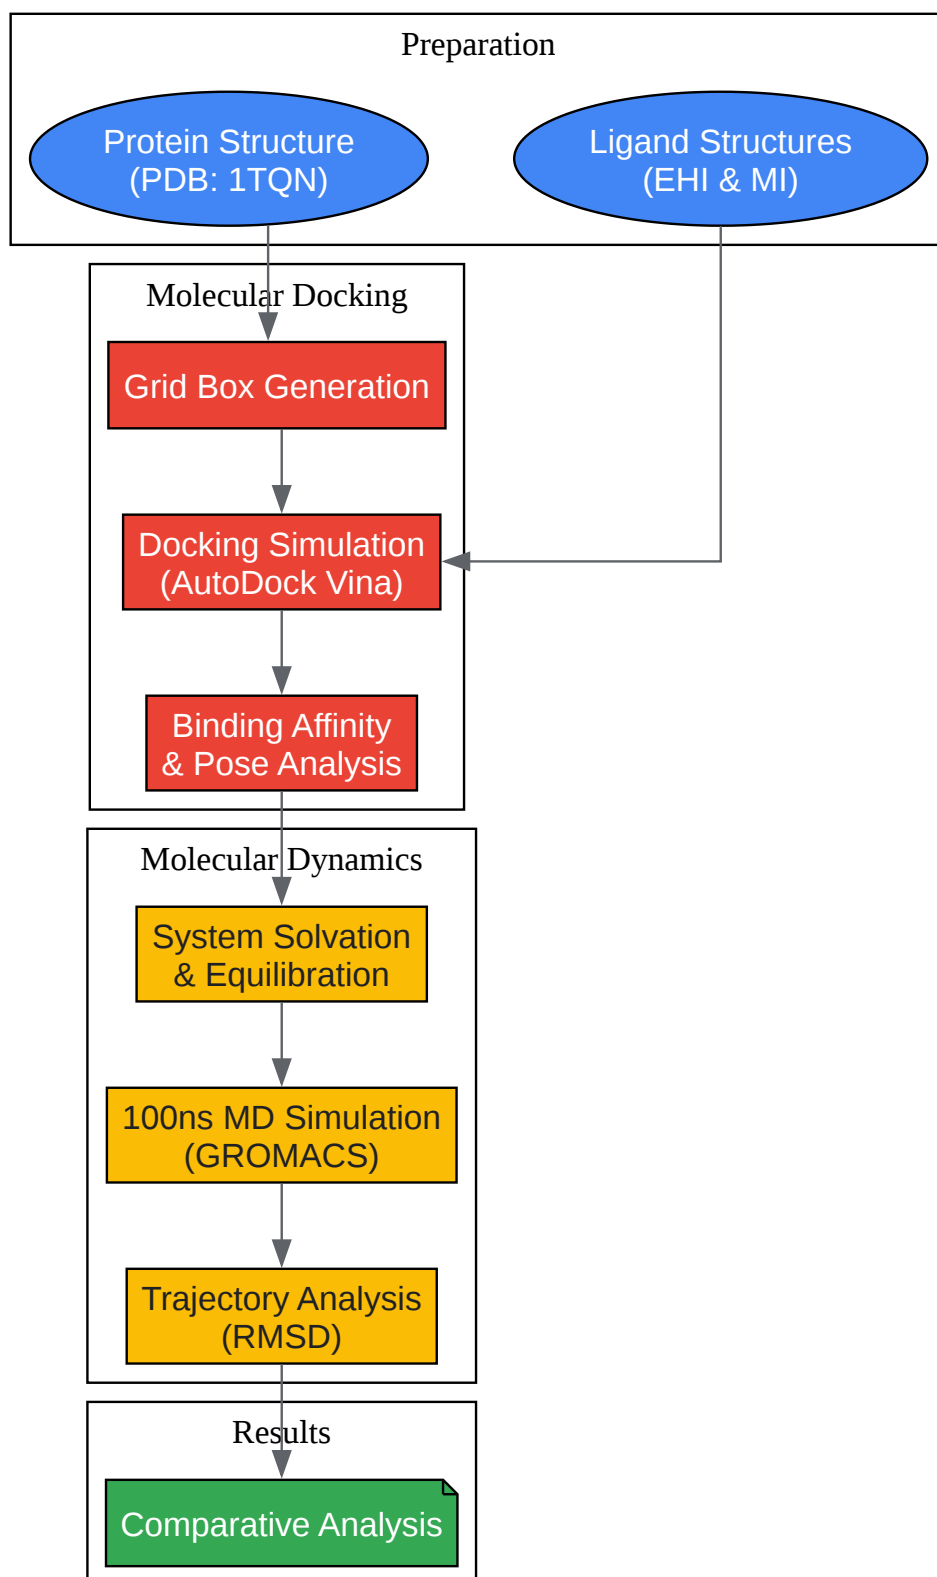 Preparation
Protein Structure
(PDB: 1TQN)
Ligand Structures
(EHI & MI)
Molecular Docking
Grid Box Generation
Docking Simulation
(AutoDock Vina)
Binding Affinity
& Pose Analysis
Molecular Dynamics
System Solvation
& Equilibration
100ns MD Simulation
(GROMACS)
Trajectory Analysis
(RMSD)
Results
Comparative Analysis